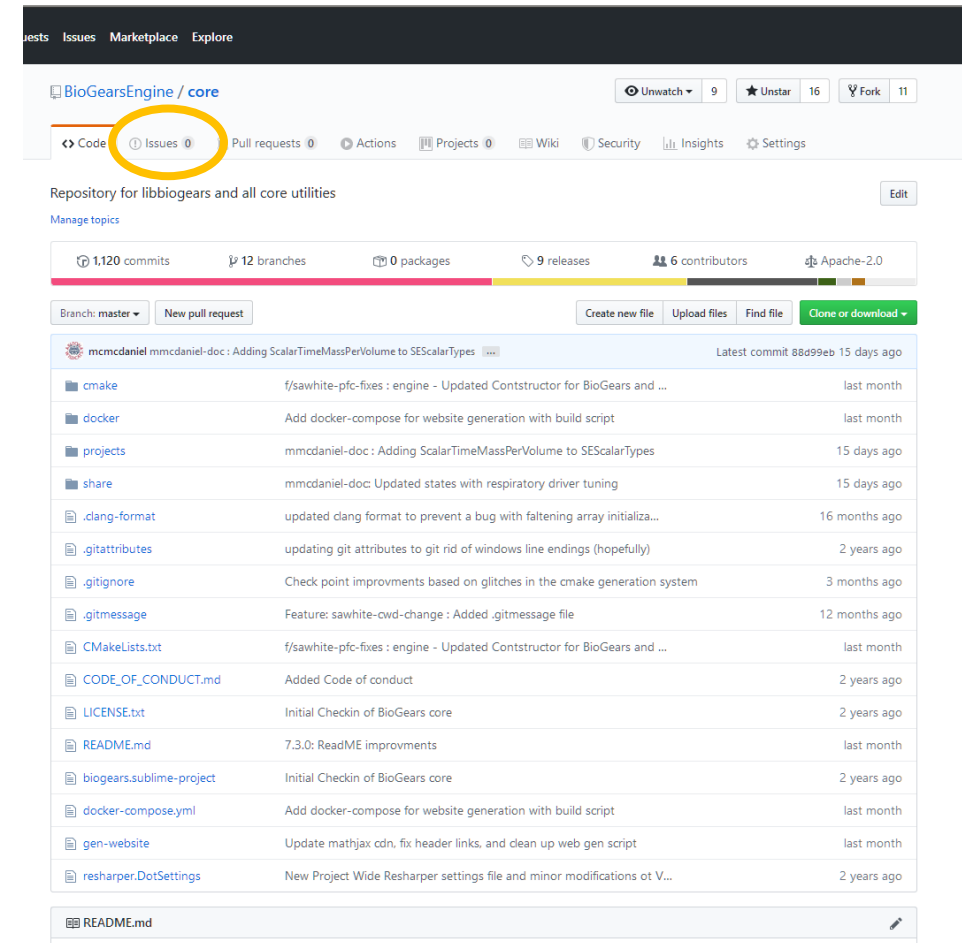 Issues Marketplace Explore
BioGearsEngine / core
Unwatch 9 Unstar 16 Fork 11
Code Issues 0 Pull requests 0 Actions Projects 0 Wiki Security Insights Settings
Repository for libbiogears and all core utilities Edit
Manage topics
1,120 commits 12 branches 0 packages 9 releases 6 contributors Apache-2.0
Branch: master New pull request Create new file Upload files Find file Clone or download
mcmcdaniel mmcdaniel-doc : Adding ScalarTimeMassPerVolume to SEScalarTypes ... Latest commit 88d99eb 15 days ago
cmake f/sawhite-pfc-fixes : engine - Updated Contstructor for BioGears and ... last month
docker Add docker-compose for website generation with build script last month
projects mmcdaniel-doc : Adding ScalarTimeMassPerVolume to SEScalarTypes 15 days ago
share mmcdaniel-doc: Updated states with respiratory driver tuning 15 days ago
.clang-format updated clang format to prevent a bug with faltening array initializa... 16 months ago
.gitattributes updating git attributes to git rid of windows line endings (hopefully) 2 years ago
.gitignore Check point improvments based on glitches in the cmake generation system 3 months ago
.gitmessage Feature: sawhite-cwd-change : Added .gitmessage file 12 months ago
CMakeLists.txt f/sawhite-pfc-fixes : engine - Updated Contstructor for BioGears and ... last month
CODE_OF_CONDUCT.md Added Code of conduct 2 years ago
LICENSE.txt Initial Checkin of BioGears core 2 years ago
README.md 7.3.0: ReadME improvments last month
biogears.sublime-project Initial Checkin of BioGears core 2 years ago
docker-compose.yml Add docker-compose for website generation with build script last month
gen-website Update mathjax cdn, fix header links, and clean up web gen script last month
resharper.DotSettings New Project Wide Resharper settings file and minor modifications ot V... 2 years ago
README.md